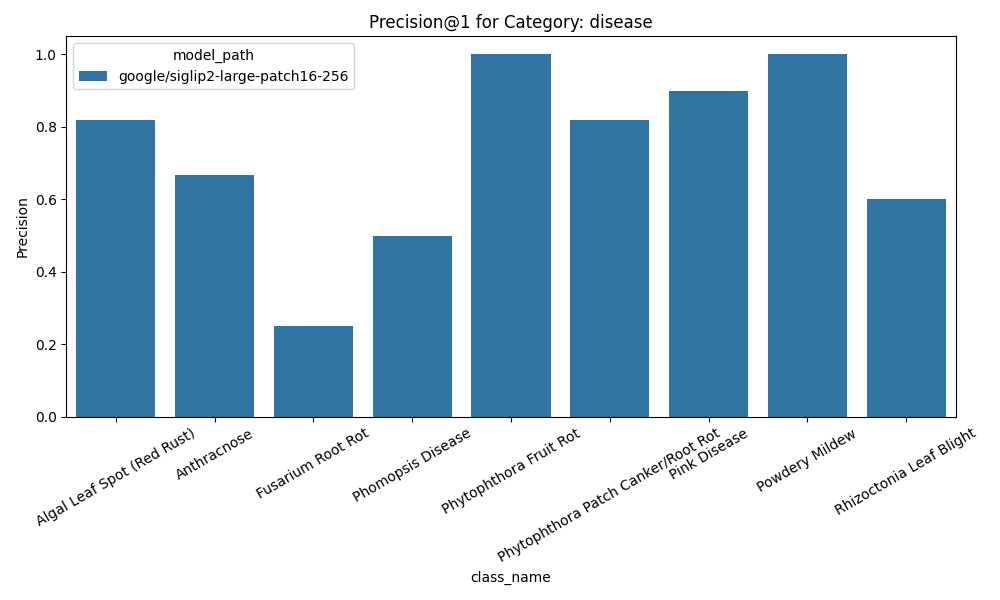 Precision@1 for Category: disease
model_path
google/siglip2-large-patch16-256
Precision
1.0
0.8
0.6
0.4
0.2
0.0
Algal Leaf Spot (Red Rust)
Anthracnose
Fusarium Root Rot
Phomopsis Disease
Phytophthora Fruit Rot
Phytophthora Patch Canker/Root Rot
Pink Disease
Powdery Mildew
Rhizoctonia Leaf Blight
class_name